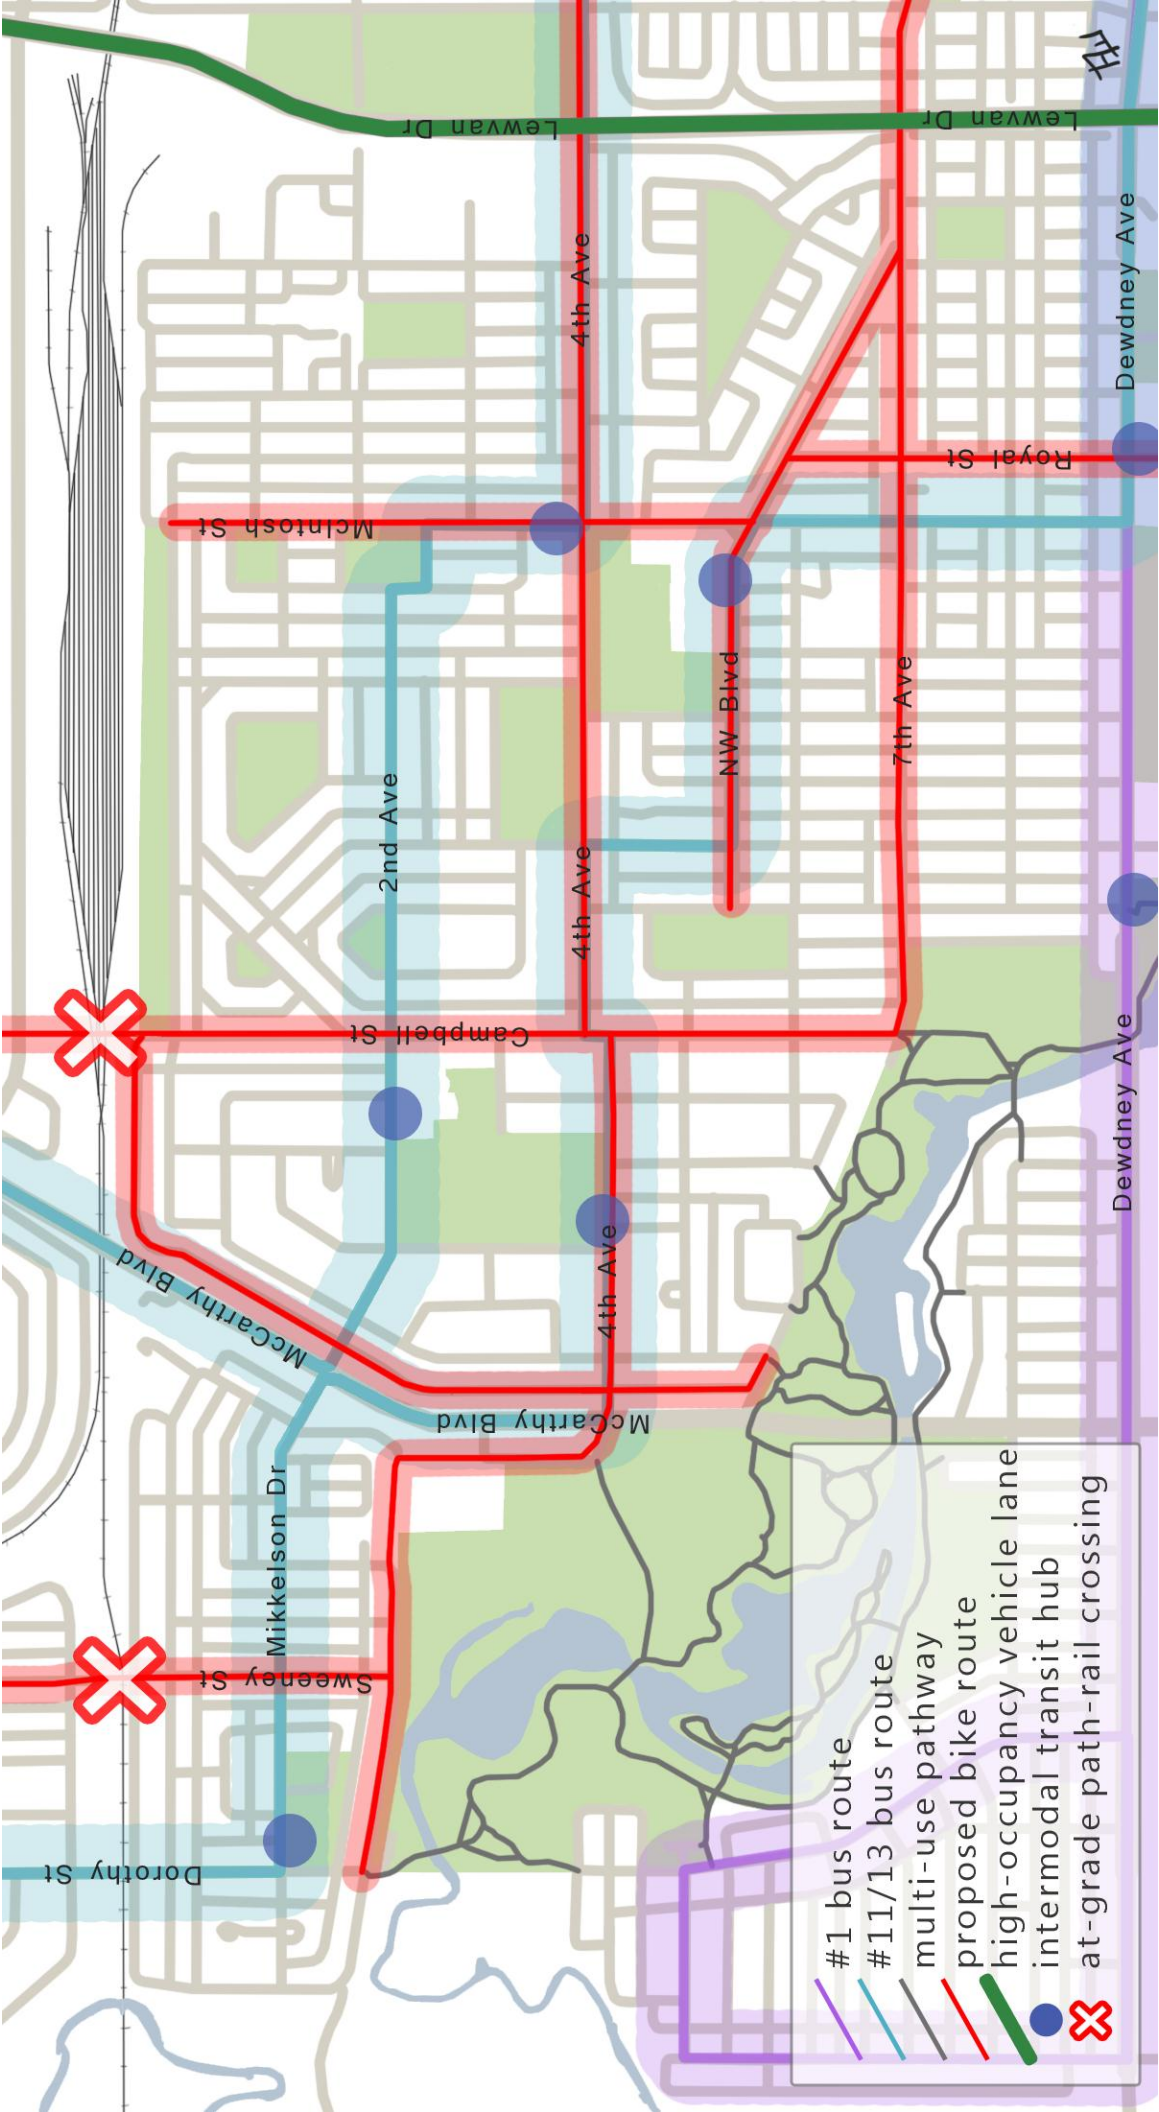 Dorothy St
Mikkelson Dr
Sweeney St
McCarthy Blvd
McCarthy Blvd
4th Ave
Campbell St
2nd Ave
4th Ave
NW Blvd
7th Ave
McIntosh St
Royal St
4th Ave
Lewvan Dr
Lewvan Dr
Dewdney Ave
Dewdney Ave
#1 bus route
#11/13 bus route
multi-use pathway
proposed bike route
high-occupancy vehicle lane
intermodal transit hub
at-grade path-rail crossing